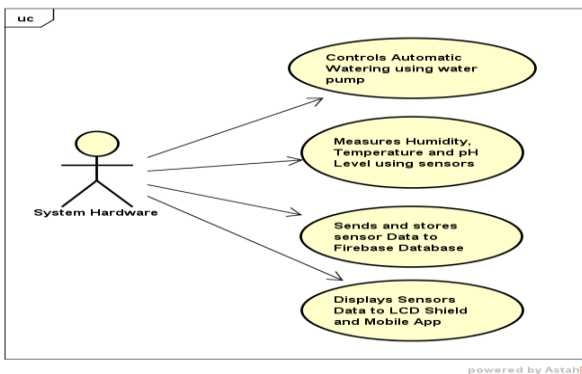 uc
Controls Automatic
Watering using water
pump
Measures Humidity,
Temperature and pH
Level using sensors
System Hardware
Sends and stores
sensor Data to
Firebase Database
Displays Sensors
Data to LCD Shield
and Mobile App
powered by Astah